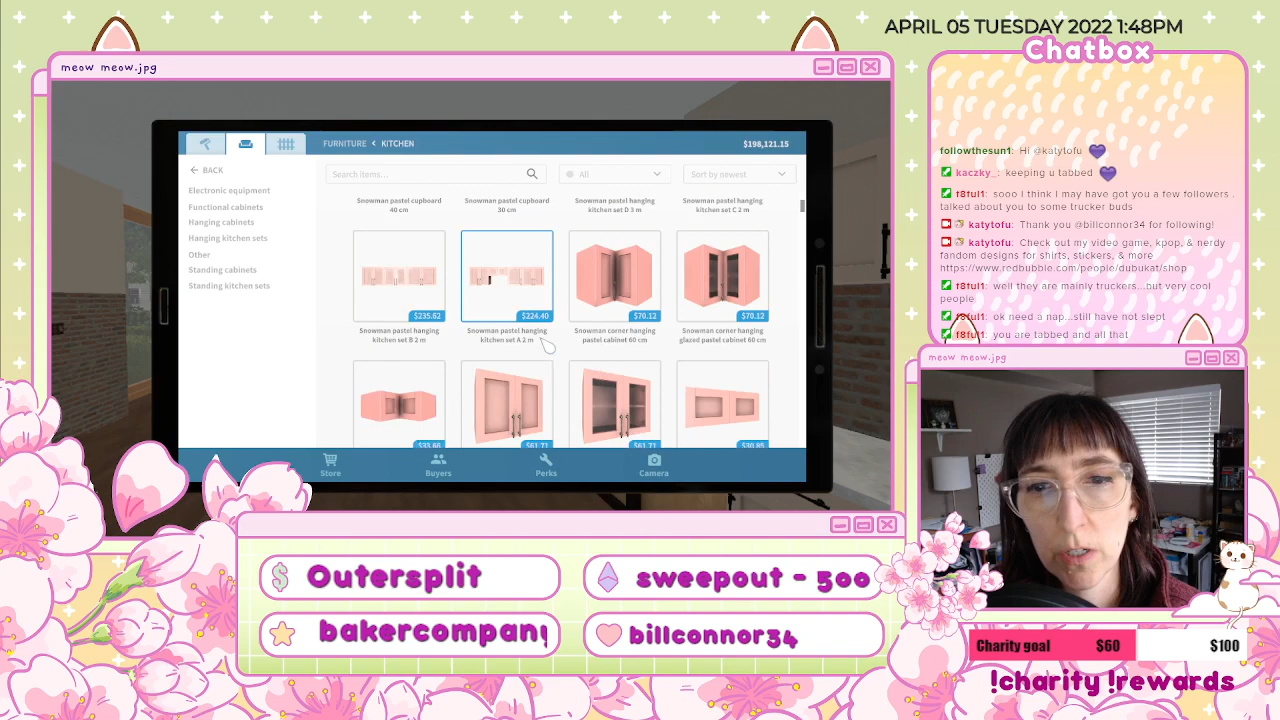 APRIL 05 TUESDAY 2022 1:48PM
meow meow.jpg
Chatbox
FURNITURE < KITCHEN
$198,121.15
BACK
Search items...
All
Sort by newest
Electronic equipment
Functional cabinets
Hanging cabinets
Hanging kitchen sets
Other
Standing cabinets
Standing kitchen sets
Snowman pastel cupboard
40 cm
Snowman pastel cupboard
30 cm
Snowman pastel hanging
kitchen set D 3 m
Snowman pastel hanging
kitchen set C 2 m
$235.62
$224.40
$70.12
$70.12
Snowman pastel hanging
kitchen set B 2 m
Snowman pastel hanging
kitchen set A 2 m
Snowman corner hanging
pastel cabinet 60 cm
Snowman corner hanging
glazed pastel cabinet 60 cm
$61.71
$61.71
$30.85
Store
Buyers
Perks
Camera
followthesun1: Hi @katytofu
kaczky_: keeping u tabbed
f8ful1: sooo I think I may have got you a few followers .
talked about you to some trucker buds
katytofu: Thank you @billconnor34 for following!
katytofu: Check out my video game, kpop, & nerdy
fandom designs for shirts, stickers, & more
https://www.redbubble.com/people/dubukat/shop
f8ful1: well they are mainly truckers...but very cool
people
f8ful1: ok need a nap...still have not slept
f8ful1: you are tabbed and all that
meow meow.jpg
Outersplit
sweepout - 500
bakercompany
billconnor34
Charity goal $60 $100
!charity !rewards